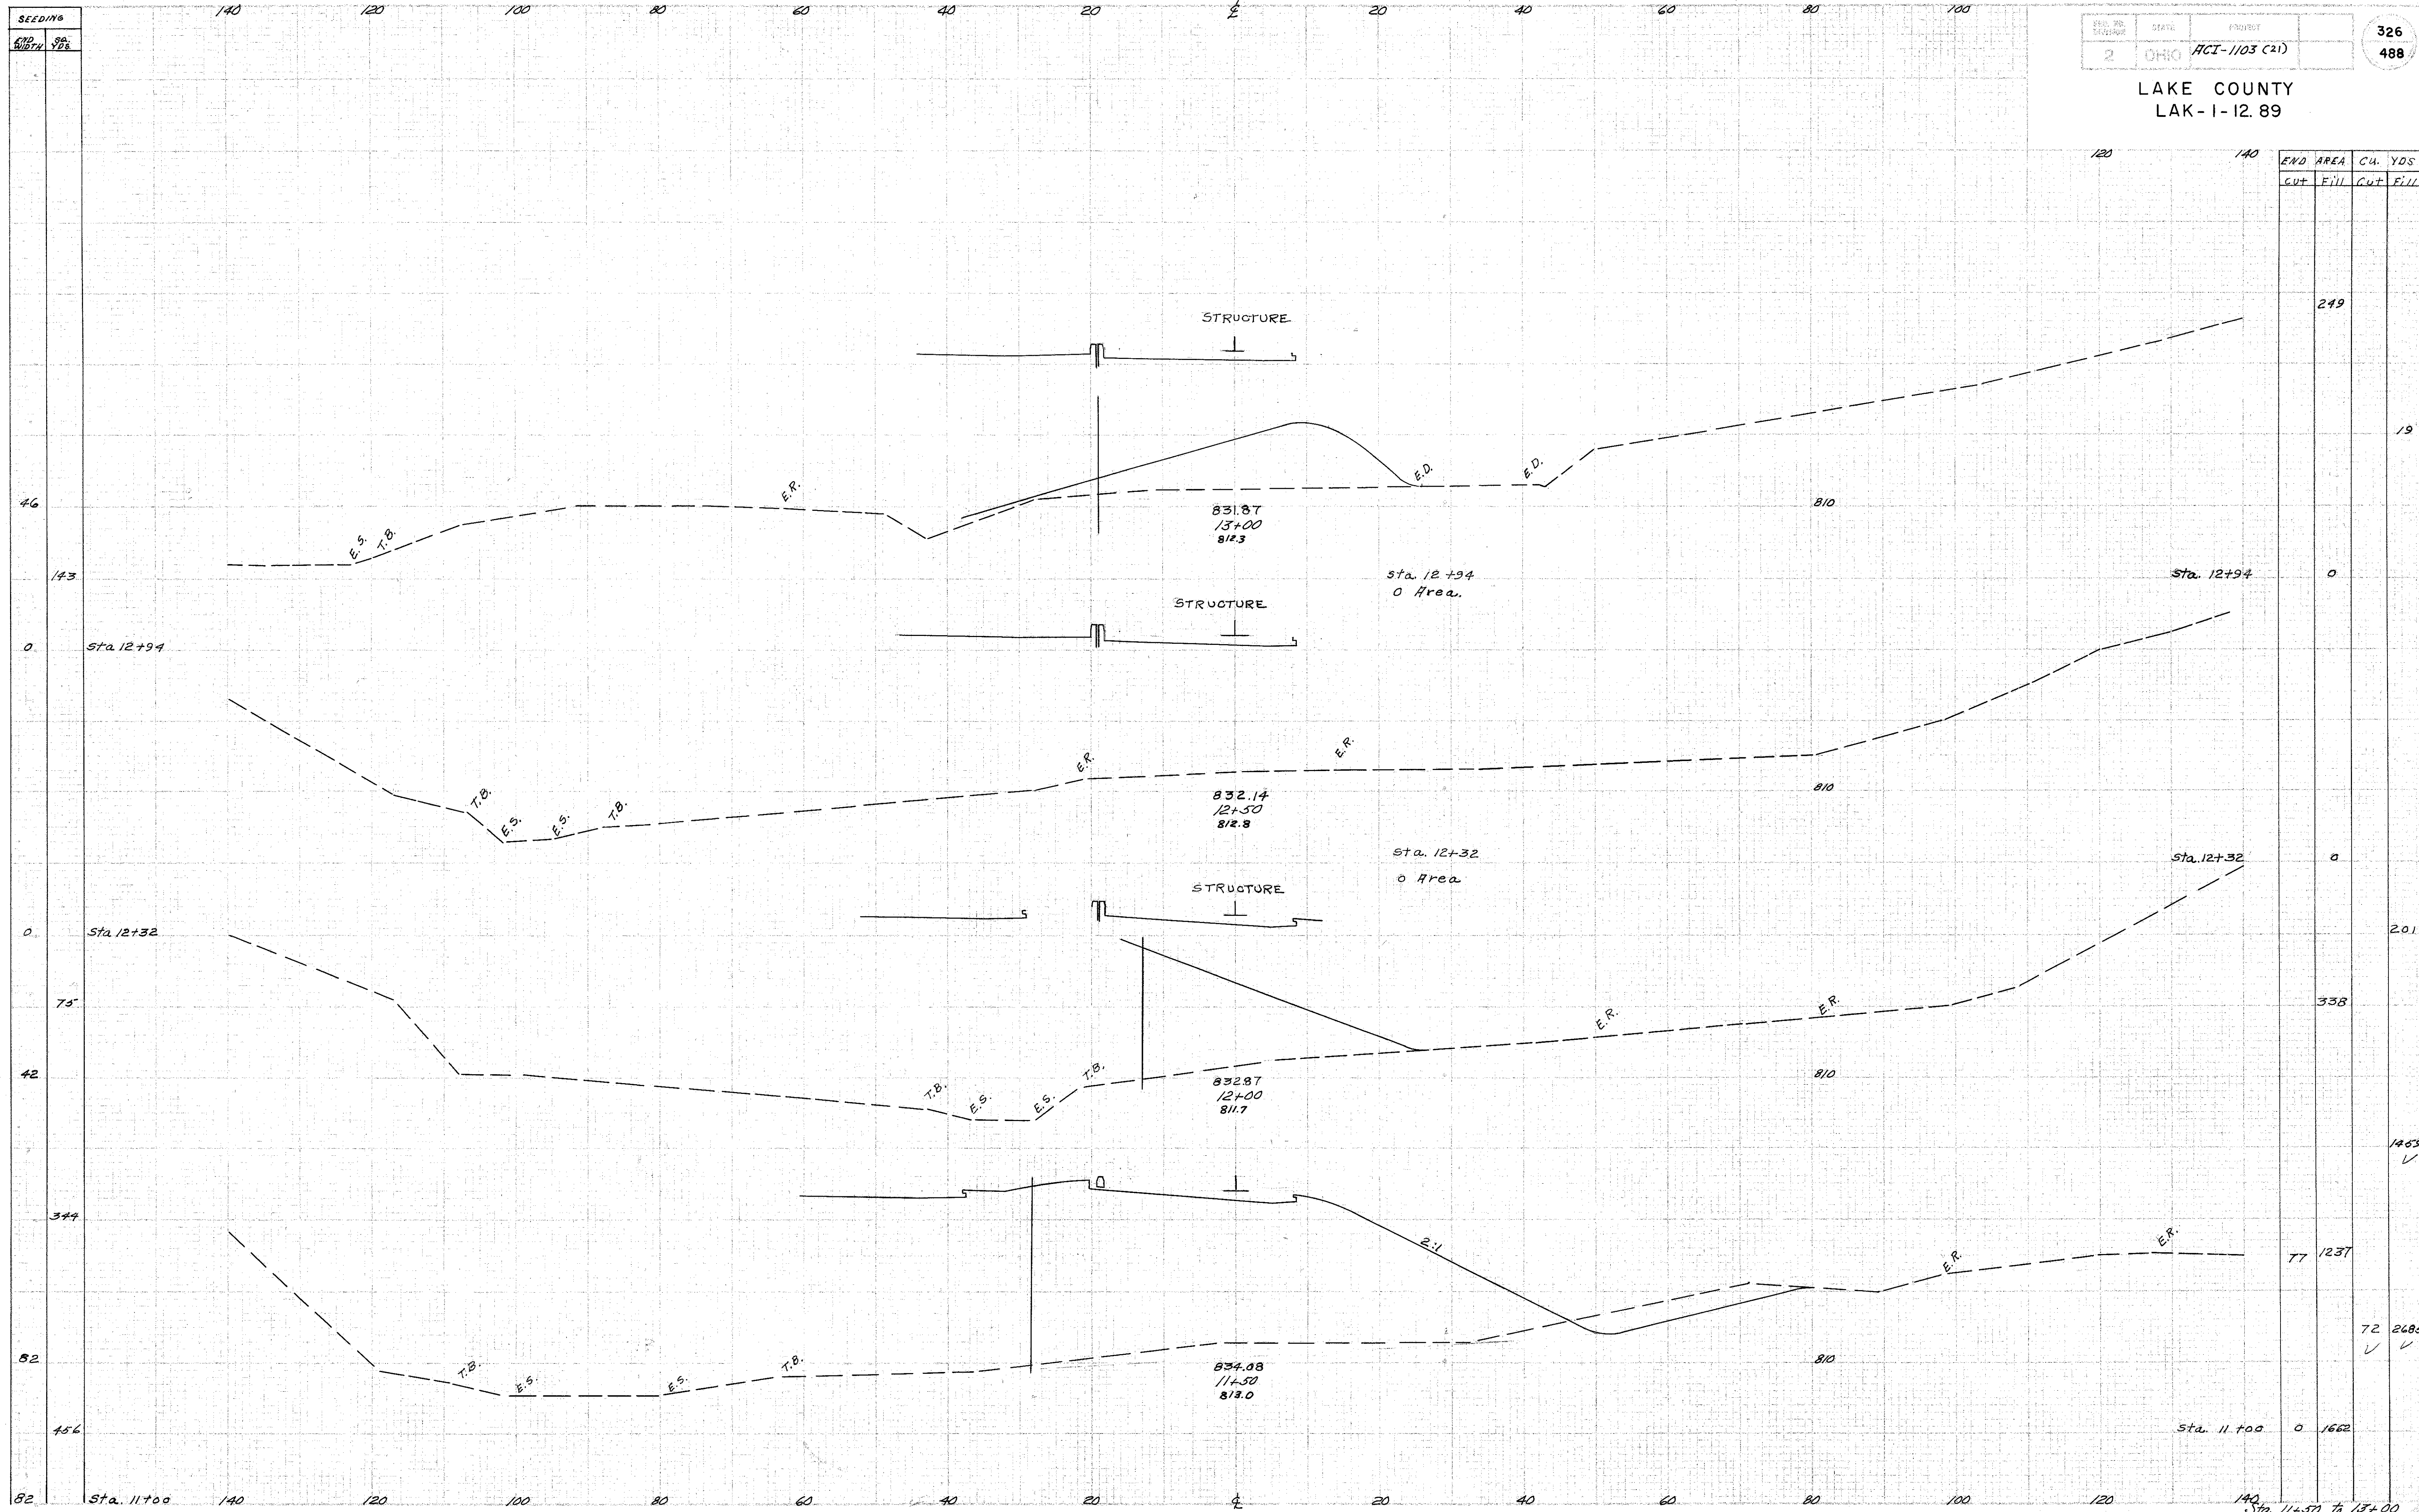 SEEDING
END WIDTH SQ. YDS.
140 120 100 80 60 40 20 ℄ 20 40 60 80 100
FED. RD. DIVISION STATE PROJECT
2 OHIO ACI-1103 (21)
326
488
LAKE COUNTY
LAK-1-12.89
120 140
END AREA CU. YDS
Cut Fill Cut Fill
249
STRUCTURE
19
E.R. E.D. E.D.
46
810
831.87
13+00
812.3
E.S. T.B.
143
Sta. 12+94
0 Area.
Sta. 12+94 0
STRUCTURE
0 Sta 12+94
E.R. E.R.
810
T.B. E.S. E.S. T.B.
832.14
12+50
812.8
Sta. 12+32
0 Area
Sta. 12+32 0
STRUCTURE
0 Sta 12+32
201
75
338
E.R. E.R.
42
810
T.B. E.S. E.S. T.B.
832.87
12+00
811.7
1463
344
2:1
E.R. E.R.
77 1237
72
82
810
T.B. E.S. E.S. T.B.
834.08
11+50
813.0
456
Sta. 11+00 0 1662
82 Sta. 11+00
140 120 100 80 60 40 20 ℄ 20 40 60 80 100 120 140
Sta. 11+50 to 13+00